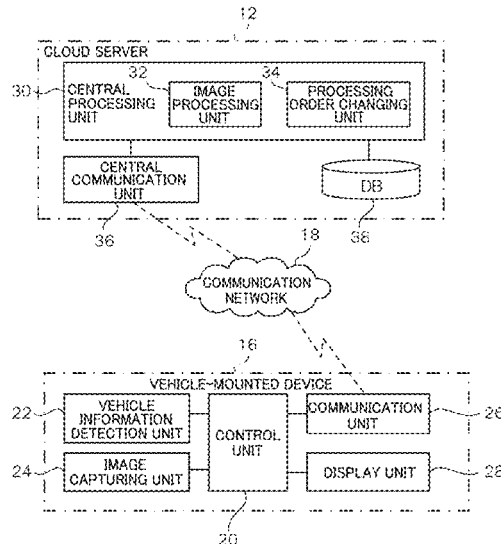 12
CLOUD SERVER
30
CENTRAL
PROCESSING
UNIT
32
IMAGE
PROCESSING
UNIT
34
PROCESSING
ORDER CHANGING
UNIT
CENTRAL
COMMUNICATION
UNIT
36
DB
38
18
COMMUNICATION
NETWORK
16
VEHICLE-MOUNTED DEVICE
22
VEHICLE
INFORMATION
DETECTION UNIT
24
IMAGE
CAPTURING UNIT
CONTROL
UNIT
20
COMMUNICATION
UNIT
26
DISPLAY UNIT
28